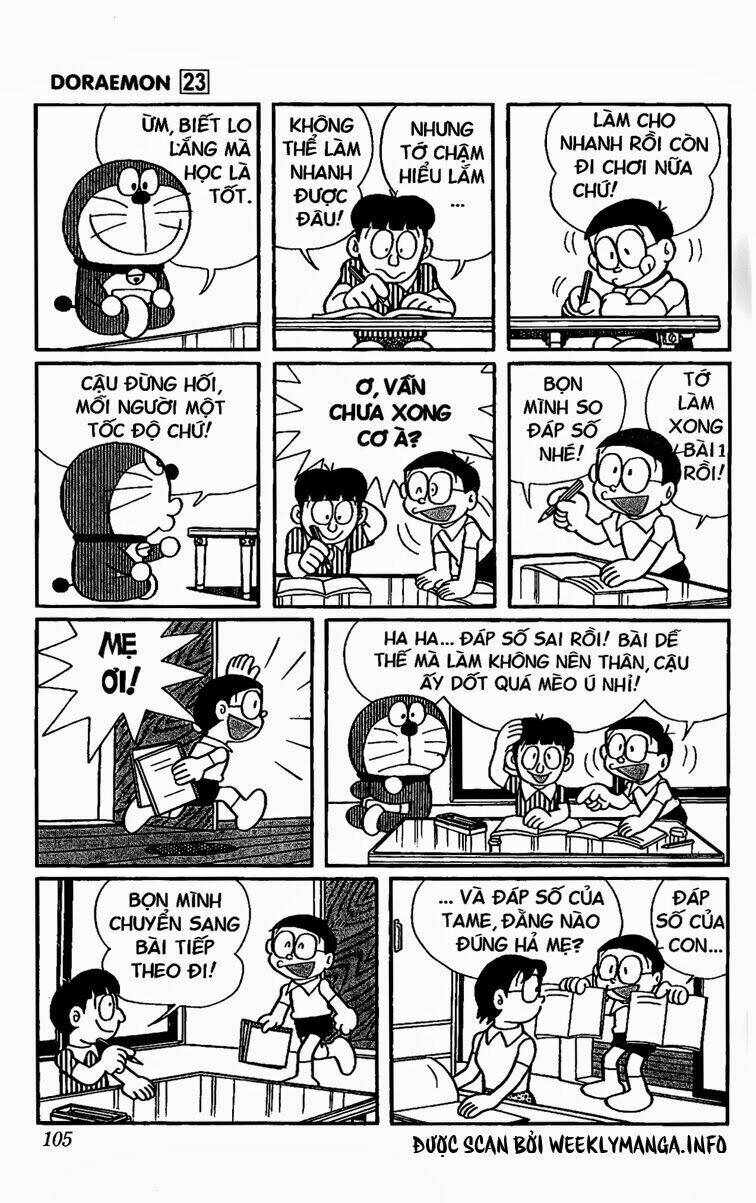 DORAEMON 23
LÀM CHO
NHANH RỒI CÒN
ĐI CHƠI NỮA
CHỨ!
NHƯNG
TỚ CHẬM
HIỂU LẮM
...
KHÔNG
THỂ LÀM
NHANH
ĐƯỢC
ĐÂU!
ỪM, BIẾT LO
LẮNG MÀ
HỌC LÀ
TỐT.
TỚ
LÀM
XONG
BÀI 1
RỒI!
BỌN
MÌNH SO
ĐÁP SỐ
NHÉ!
Ơ, VẪN
CHƯA XONG
CƠ À?
CẬU ĐỪNG HỐI,
MỖI NGƯỜI MỘT
TỐC ĐỘ CHỨ!
HA HA... ĐÁP SỐ SAI RỒI! BÀI DỄ
THẾ MÀ LÀM KHÔNG NÊN THÂN, CẬU
ẤY DỐT QUÁ MÈO Ú NHỈ!
MẸ
ƠI!
ĐÁP
SỐ CỦA
CON...
... VÀ ĐÁP SỐ CỦA
TAME, ĐẰNG NÀO
ĐÚNG HẢ MẸ?
BỌN MÌNH
CHUYỂN SANG
BÀI TIẾP
THEO ĐI!
105
ĐƯỢC SCAN BỞI WEEKLYMANGA.INFO